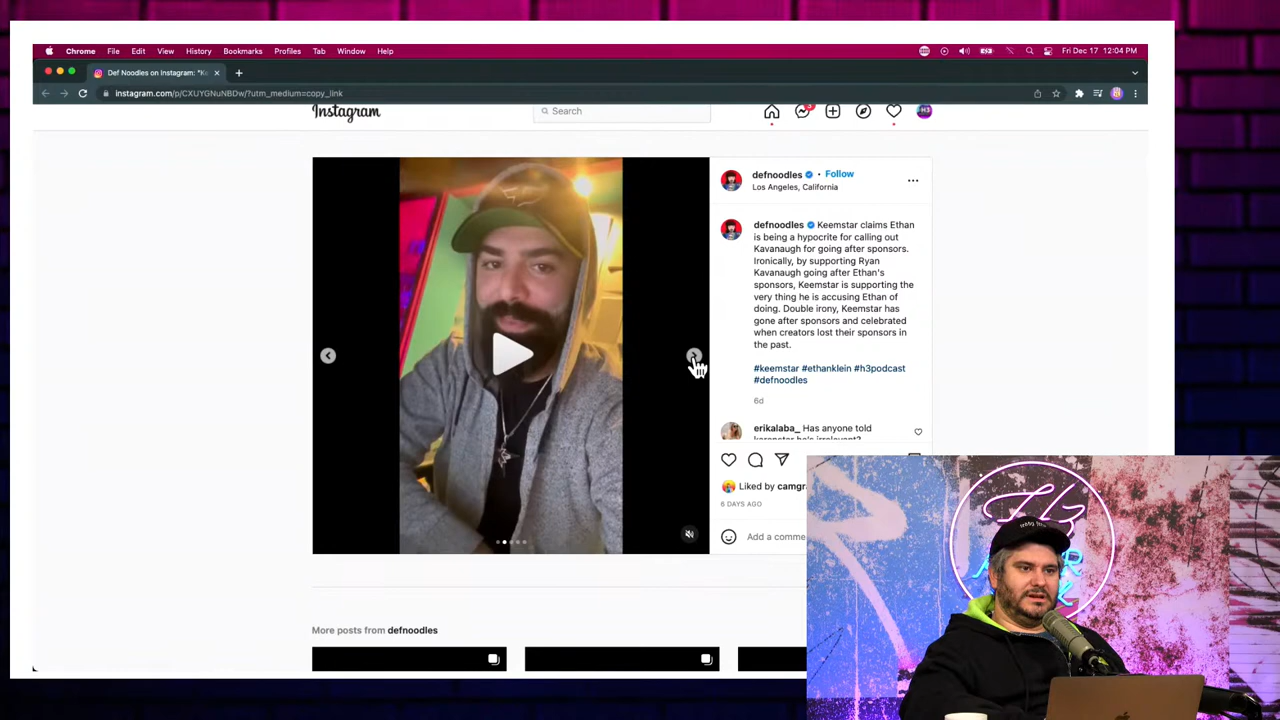 Chrome File Edit View History Bookmarks Profiles Tab Window Help
Fri Dec 17 12:04 PM
Def Noodles on Instagram: "K
instagram.com/p/CXUYGNuNBDw/?utm_medium=copy_link
Instagram
Search
defnoodles • Follow
Los Angeles, California
defnoodles Keemstar claims Ethan
is being a hypocrite for calling out
Kavanaugh for going after sponsors.
Ironically, by supporting Ryan
Kavanaugh going after Ethan's
sponsors, Keemstar is supporting the
very thing he is accusing Ethan of
doing. Double irony, Keemstar has
gone after sponsors and celebrated
when creators lost their sponsors in
the past.
#keemstar #ethanklein #h3podcast
#defnoodles
6d
erikalaba_ Has anyone told
Liked by camgr
6 DAYS AGO
Add a comme
More posts from defnoodles